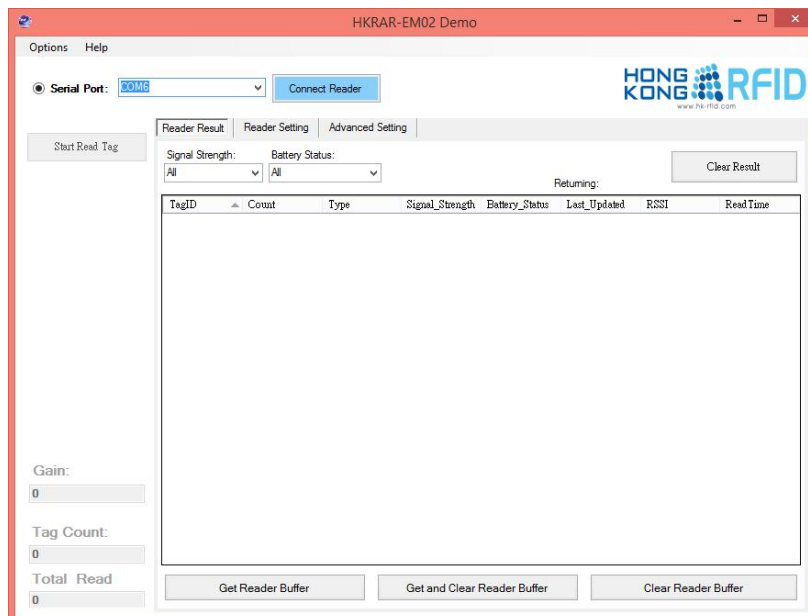 HKRAR-EM02 Demo
Options Help
Serial Port: COM6 Connect Reader
HONG KONG RFID
www.hk-rfid.com
Start Read Tag
Reader Result Reader Setting Advanced Setting
Signal Strength: Battery Status:
All All
Returning:
Clear Result
TagID Count Type Signal_Strength Battery_Status Last_Updated RSSI Read Time
Gain:
0
Tag Count:
0
Total Read
0
Get Reader Buffer Get and Clear Reader Buffer Clear Reader Buffer